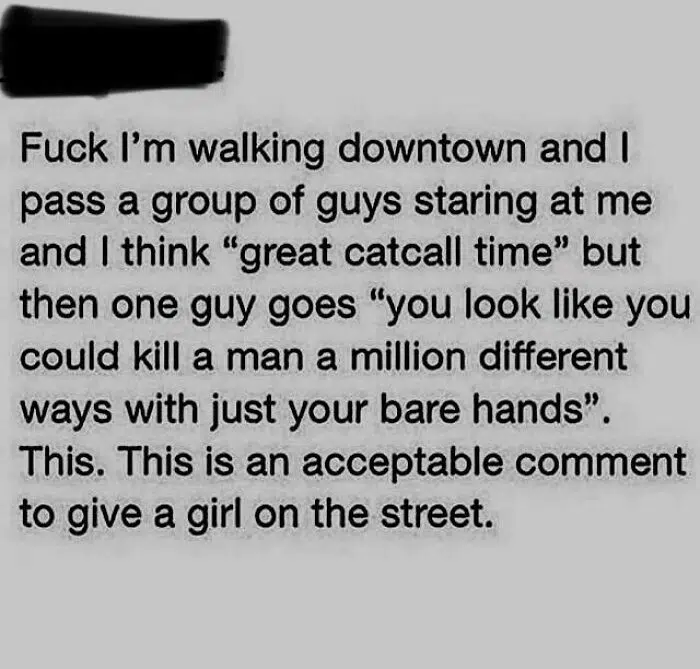 Fuck I'm walking downtown and I
pass a group of guys staring at me
and I think “great catcall time” but
then one guy goes “you look like you
could kill a man a million different
ways with just your bare hands”.
This. This is an acceptable comment
to give a girl on the street.